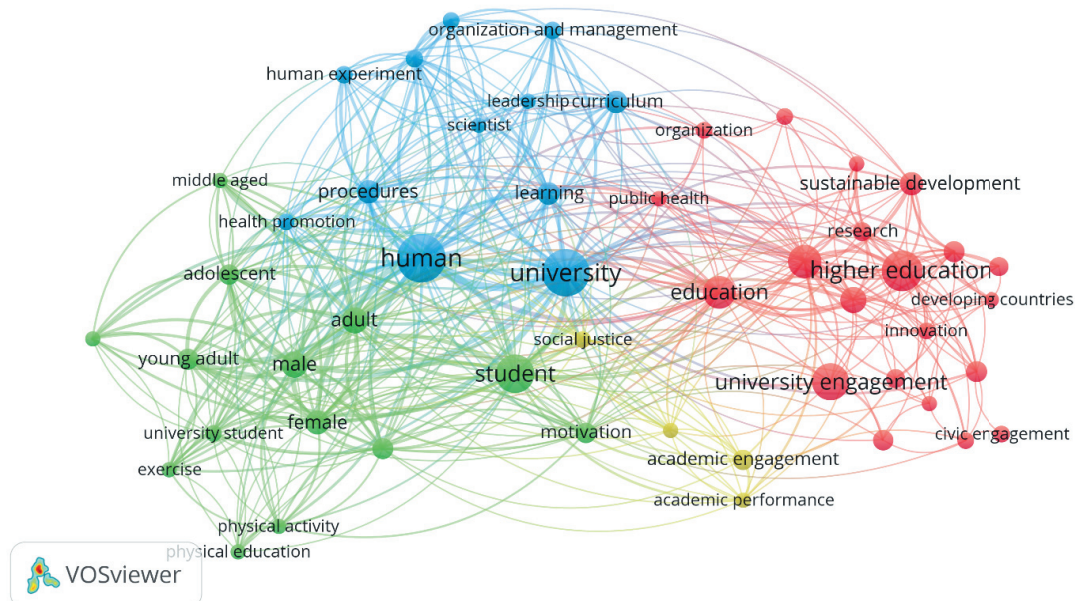 organization and management
human experiment
leadership
curriculum
scientist
organization
middle aged
procedures
learning
public health
sustainable development
health promotion
research
human
university
higher education
adolescent
education
developing countries
adult
social justice
innovation
young adult
male
student
university engagement
female
university student
motivation
civic engagement
exercise
academic engagement
academic performance
physical activity
physical education
VOSviewer